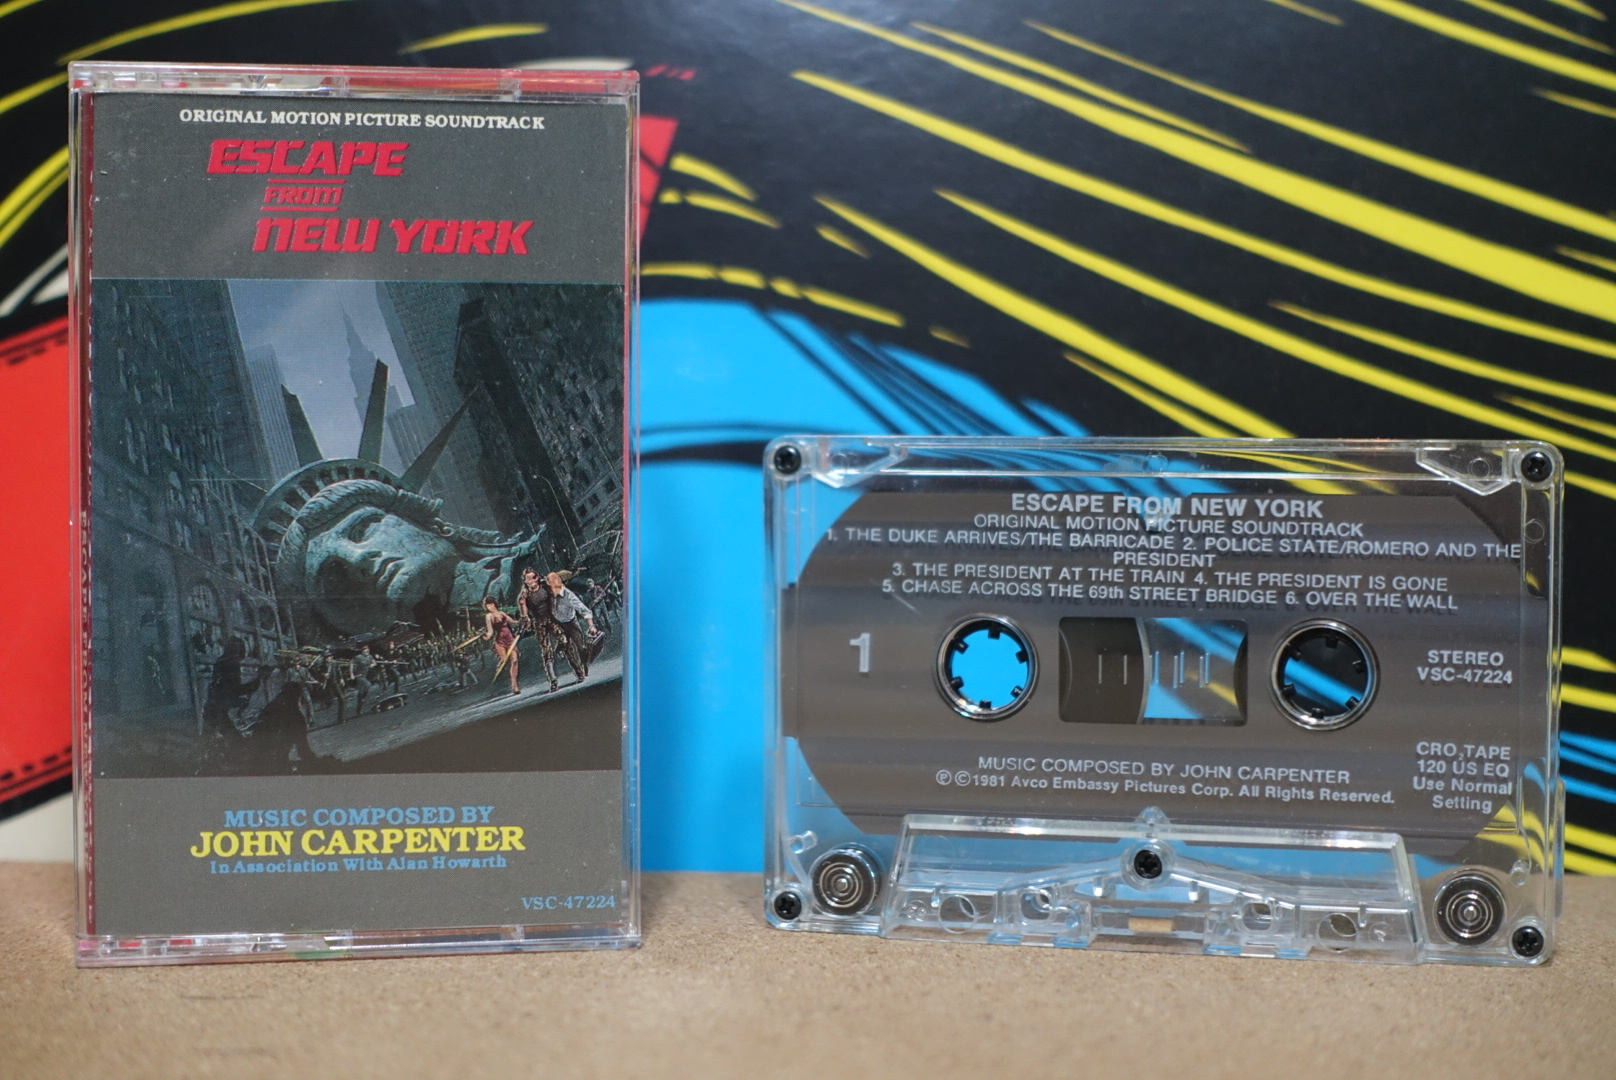 ORIGINAL MOTION PICTURE SOUNDTRACK
ESCAPE
FROM
NEW YORK
MUSIC COMPOSED BY
JOHN CARPENTER
In Association With Alan Howarth
VSC-47224
ESCAPE FROM NEW YORK
ORIGINAL MOTION PICTURE SOUNDTRACK
1. THE DUKE ARRIVES/THE BARRICADE 2. POLICE STATE/ROMERO AND THE
PRESIDENT
3. THE PRESIDENT AT THE TRAIN 4. THE PRESIDENT IS GONE
5. CHASE ACROSS THE 69th STREET BRIDGE 6. OVER THE WALL
1
STEREO
VSC-47224
CRO₂TAPE
120 US EQ
Use Normal
Setting
MUSIC COMPOSED BY JOHN CARPENTER
℗©1981 Avco Embassy Pictures Corp. All Rights Reserved.